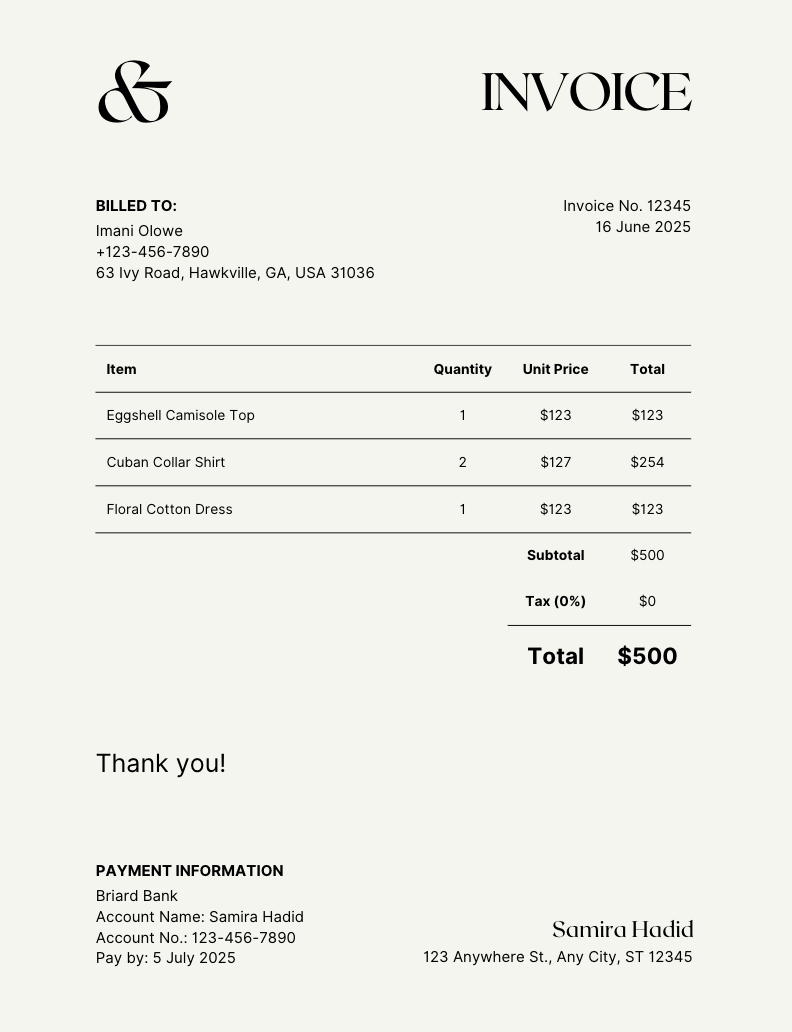 &
INVOICE
BILLED TO:
Imani Olowe
+123-456-7890
63 Ivy Road, Hawkville, GA, USA 31036
Invoice No. 12345
16 June 2025
Item Quantity Unit Price Total
Eggshell Camisole Top 1 $123 $123
Cuban Collar Shirt 2 $127 $254
Floral Cotton Dress 1 $123 $123
Subtotal $500
Tax (0%) $0
Total $500
Thank you!
PAYMENT INFORMATION
Briard Bank
Account Name: Samira Hadid
Account No.: 123-456-7890
Pay by: 5 July 2025
Samira Hadid
123 Anywhere St., Any City, ST 12345